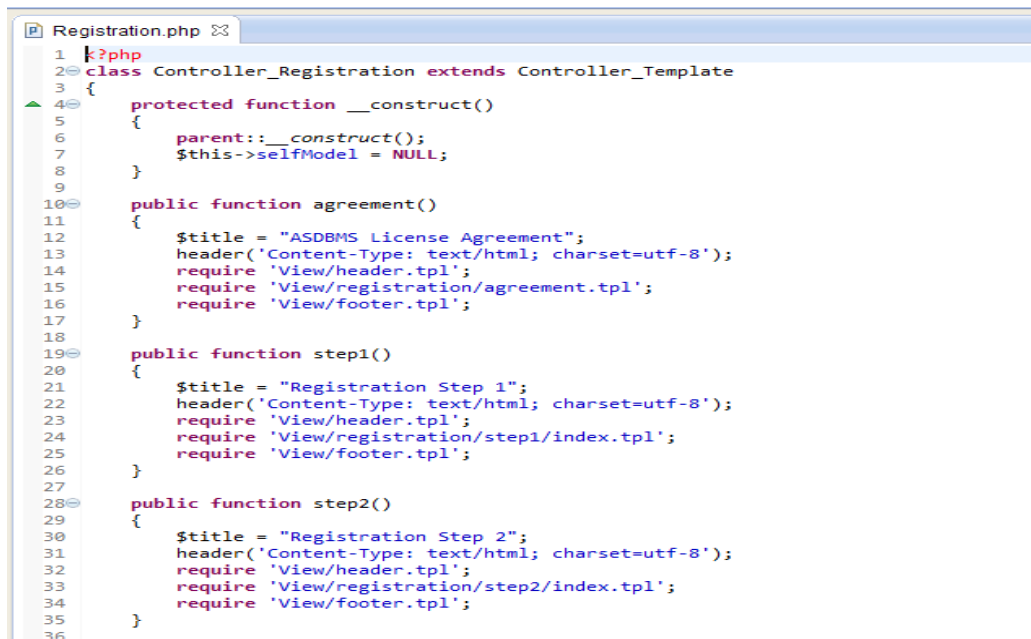 Registration.php
1 <?php
2 class Controller_Registration extends Controller_Template
3 {
4 protected function __construct()
5 {
6 parent::__construct();
7 $this->selfModel = NULL;
8 }
9
10 public function agreement()
11 {
12 $title = "ASDBMS License Agreement";
13 header('Content-Type: text/html; charset=utf-8');
14 require 'View/header.tpl';
15 require 'View/registration/agreement.tpl';
16 require 'View/footer.tpl';
17 }
18
19 public function step1()
20 {
21 $title = "Registration Step 1";
22 header('Content-Type: text/html; charset=utf-8');
23 require 'View/header.tpl';
24 require 'View/registration/step1/index.tpl';
25 require 'View/footer.tpl';
26 }
27
28 public function step2()
29 {
30 $title = "Registration Step 2";
31 header('Content-Type: text/html; charset=utf-8');
32 require 'View/header.tpl';
33 require 'View/registration/step2/index.tpl';
34 require 'View/footer.tpl';
35 }
36